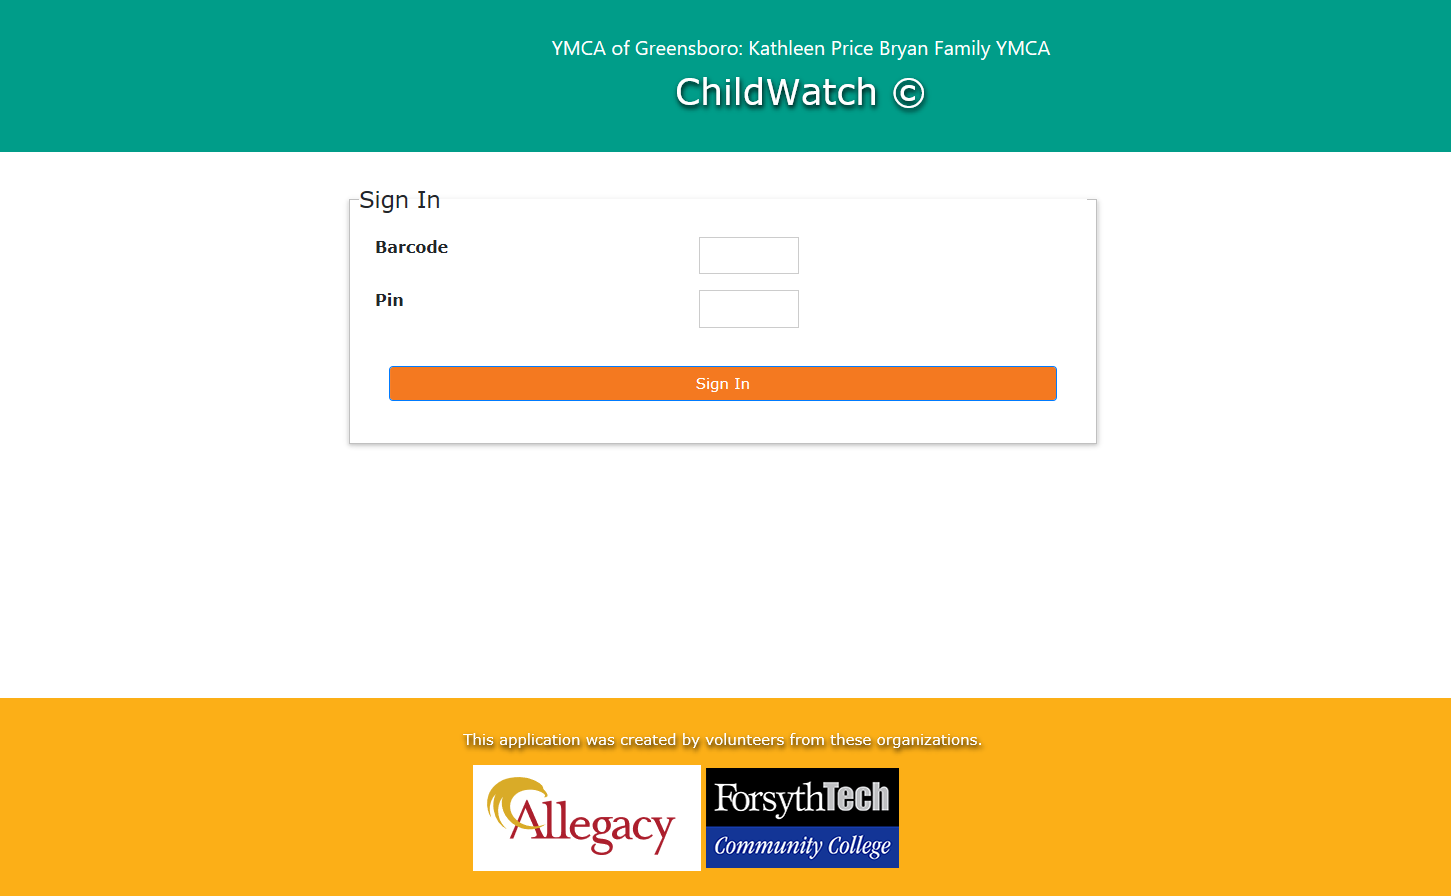 YMCA of Greensboro: Kathleen Price Bryan Family YMCA
ChildWatch ©
Sign In
Barcode
Pin
Sign In
This application was created by volunteers from these organizations.
Allegacy
ForsythTech
Community College